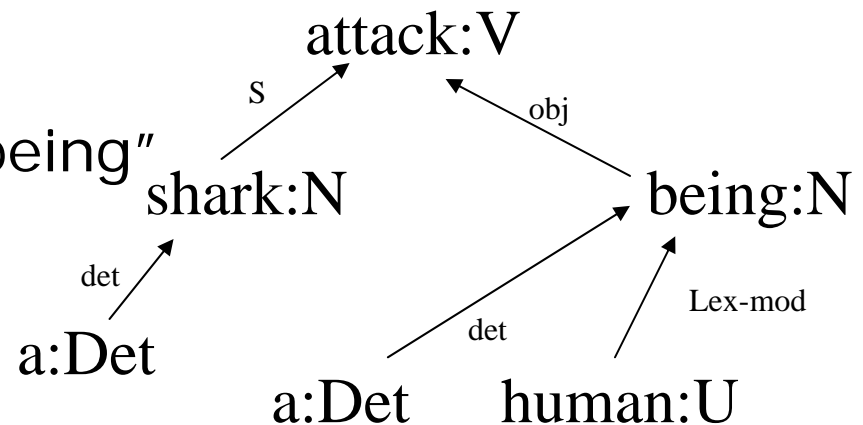 attack:V
S
obj
being"
shark:N
being:N
det
Lex-mod
det
a:Det
a:Det human:U